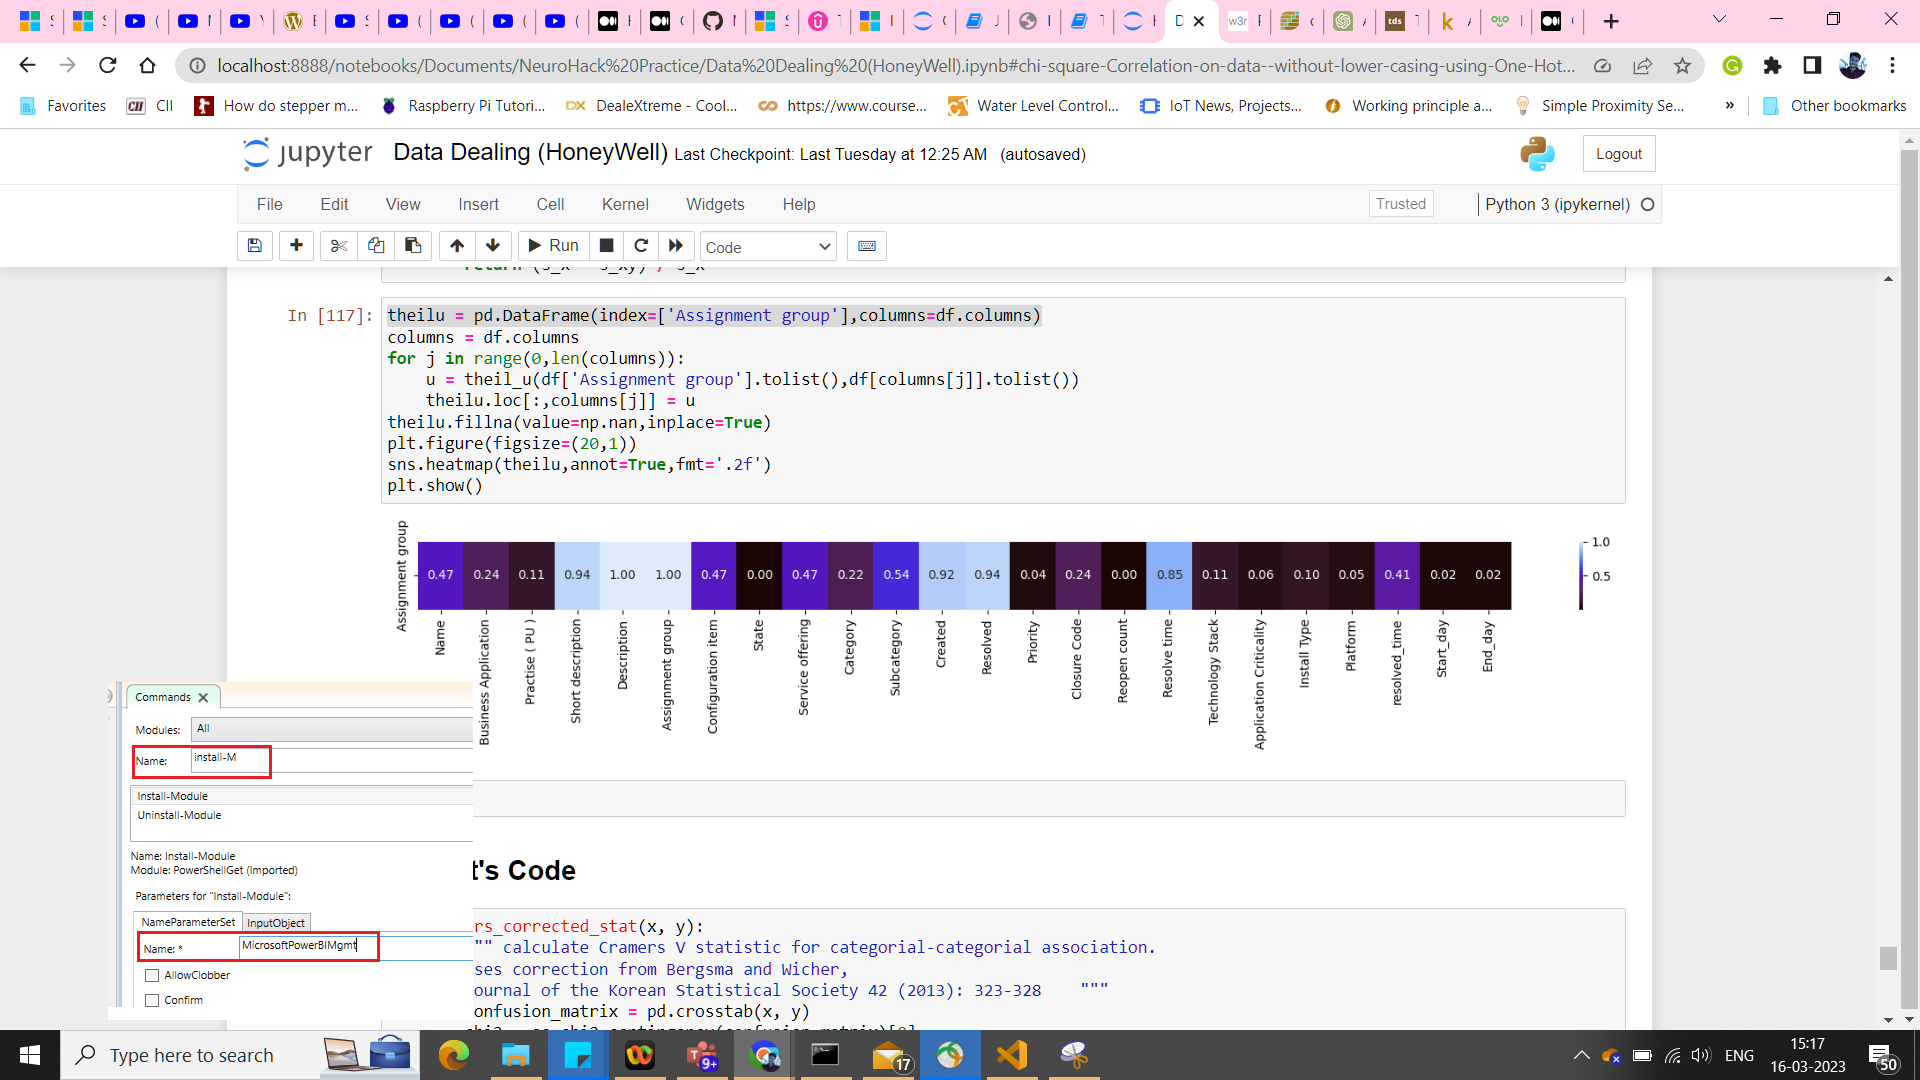 localhost:8888/notebooks/Documents/NeuroHack%20Practice/Data%20Dealing%20(HoneyWell).ipynb#chi-square-Correlation-on-data--without-lower-casing-using-One-Hot...
Favorites
CII
How do stepper m...
Raspberry Pi Tutori...
DealeXtreme - Cool...
https://www.course...
Water Level Control...
IoT News, Projects...
Working principle a...
Simple Proximity Se...
»
Other bookmarks
jupyter
Data Dealing (HoneyWell) Last Checkpoint: Last Tuesday at 12:25 AM (autosaved)
Logout
File
Edit
View
Insert
Cell
Kernel
Widgets
Help
Trusted
Python 3 (ipykernel)
Run
Code
In [117]:
theilu = pd.DataFrame(index=['Assignment group'],columns=df.columns)
columns = df.columns
for j in range(0,len(columns)):
    u = theil_u(df['Assignment group'].tolist(),df[columns[j]].tolist())
    theilu.loc[:,columns[j]] = u
theilu.fillna(value=np.nan,inplace=True)
plt.figure(figsize=(20,1))
sns.heatmap(theilu,annot=True,fmt='.2f')
plt.show()
Assignment group
0.47 0.24 0.11 0.94 1.00 1.00 0.47 0.00 0.47 0.22 0.54 0.92 0.94 0.04 0.24 0.00 0.85 0.11 0.06 0.10 0.05 0.41 0.02 0.02
1.0
0.5
Name
Business Application
Practise ( PU )
Short description
Description
Assignment group
Configuration item
State
Service offering
Category
Subcategory
Created
Resolved
Priority
Closure Code
Reopen count
Resolve time
Technology Stack
Application Criticality
Install Type
Platform
resolved_time
Start_day
End_day
Commands
Modules: All
Name: install-M
Install-Module
Uninstall-Module
Name: Install-Module
Module: PowerShellGet (Imported)
Parameters for "Install-Module":
NameParameterSet
InputObject
Name: * MicrosoftPowerBIMgmt
AllowClobber
Confirm
t's Code
rs_corrected_stat(x, y):
"" calculate Cramers V statistic for categorial-categorial association.
ses correction from Bergsma and Wicher,
ournal of the Korean Statistical Society 42 (2013): 323-328    """
onfusion_matrix = pd.crosstab(x, y)
Type here to search
9+
17
ENG
15:17
16-03-2023
50